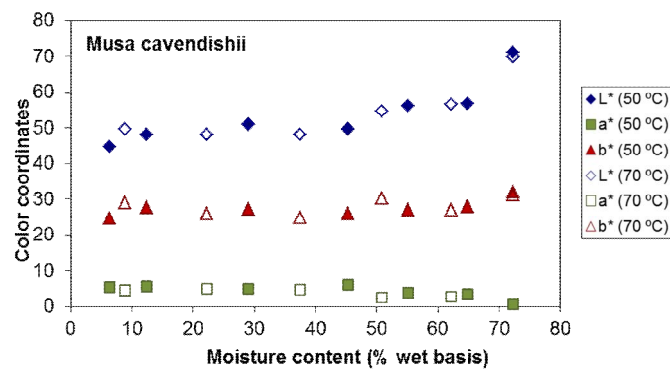 Musa cavendishii
80
70
60
50
40
30
20
10
0
0 10 20 30 40 50 60 70 80
Color coordinates
Moisture content (% wet basis)
L* (50 ºC)
a* (50 ºC)
b* (50 ºC)
L* (70 ºC)
a* (70 ºC)
b* (70 ºC)